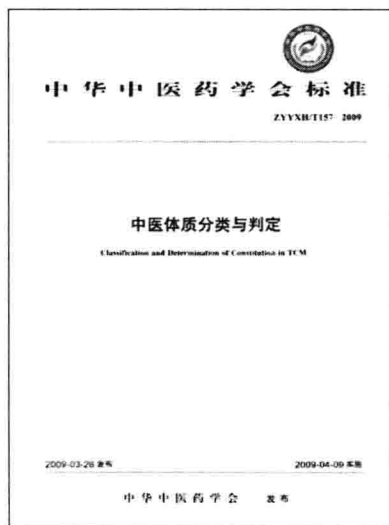 中华中医药学会标准
ZYYXH/T157 2009
中医体质分类与判定
Classification and Determination of Constitution in TCM
2009-03-26 发布
2009-04-09 实施
中华中医药学会 发布